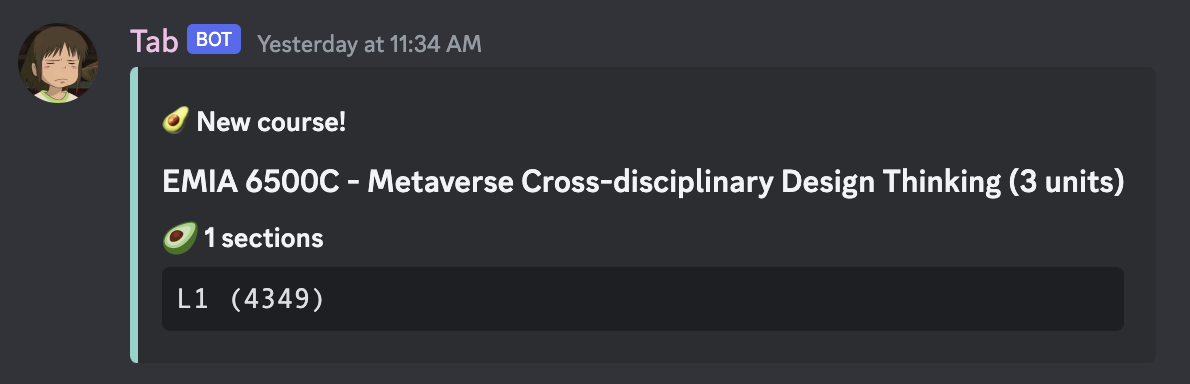 Tab BOT Yesterday at 11:34 AM
🥑 New course!
EMIA 6500C - Metaverse Cross-disciplinary Design Thinking (3 units)
🥑 1 sections
L1 (4349)